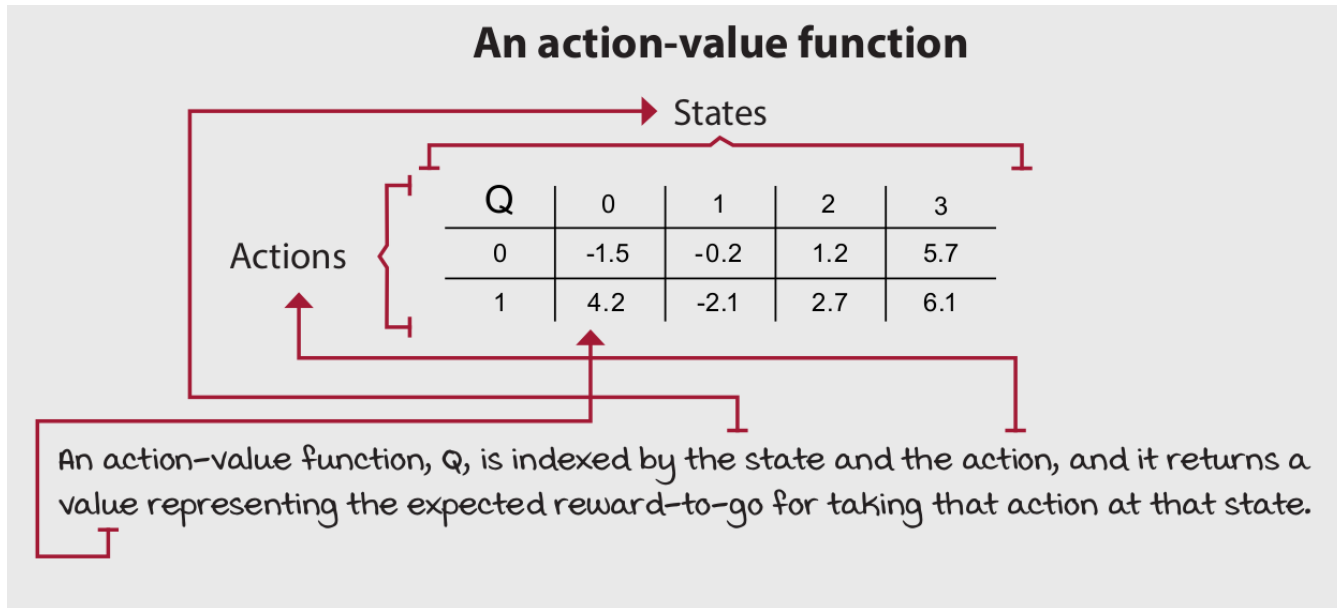 An action-value function
States
Q 0 1 2 3
Actions
0 -1.5 -0.2 1.2 5.7
1 4.2 -2.1 2.7 6.1
An action-value function, Q, is indexed by the state and the action, and it returns a
value representing the expected reward-to-go for taking that action at that state.